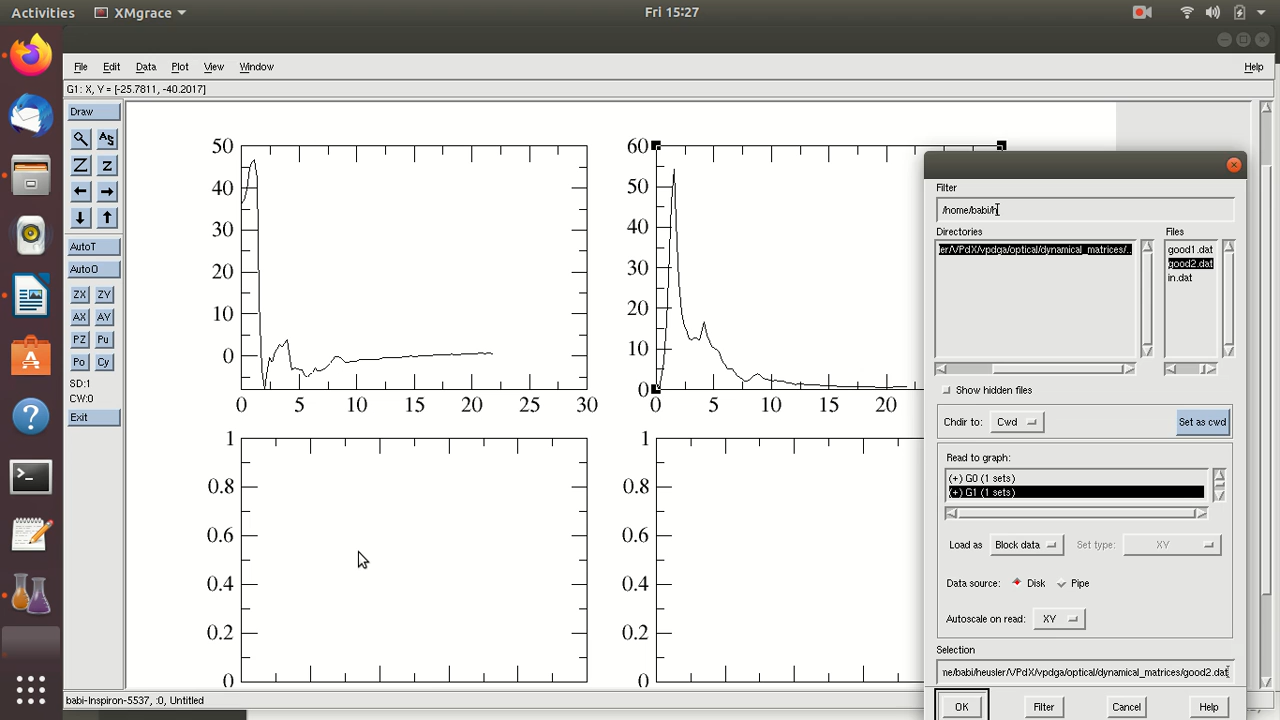 Activities XMgrace Fri 15:27
File Edit Data Plot View Window Help
G1: X, Y = [-25.7811, -40.2017]
Draw
A S
Z z
AutoT
AutoO
ZX ZY
AX AY
PZ Pu
Po Cy
SD:1
CW:0
Exit
50
40
30
20
10
0
0 5 10 15 20 25 30
60
50
40
30
20
10
0
0 5 10 15 20
1
0.8
0.6
0.4
0.2
0
1
0.8
0.6
0.4
0.2
0
Filter
/home/babi/h
Directories Files
er/VPdX/vpdga/optical/dynamical_matrices/..
good1.dat
good2.dat
in.dat
Show hidden files
Chdir to: Cwd Set as cwd
Read to graph:
(+) G0 (1 sets)
(+) G1 (1 sets)
Load as Block data Set type: XY
Data source: Disk Pipe
Autoscale on read: XY
Selection
ne/babi/heusler/VPdX/vpdga/optical/dynamical_matrices/good2.dat
OK Filter Cancel Help
babi-Inspiron-5537, :0, Untitled